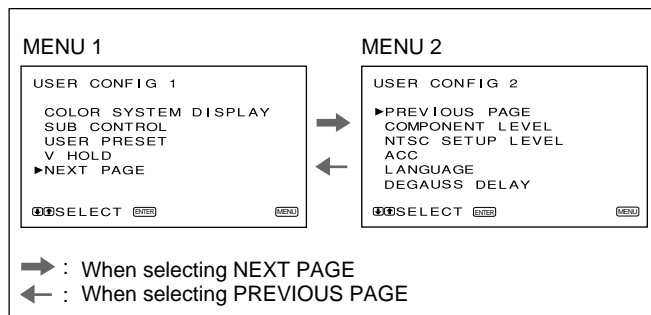 MENU 1
USER CONFIG 1
COLOR SYSTEM DISPLAY
SUB CONTROL
USER PRESET
V HOLD
►NEXT PAGE
SELECT ENTER MENU
MENU 2
USER CONFIG 2
►PREVIOUS PAGE
COMPONENT LEVEL
NTSC SETUP LEVEL
ACC
LANGUAGE
DEGAUSS DELAY
SELECT ENTER MENU
➡ : When selecting NEXT PAGE
← : When selecting PREVIOUS PAGE